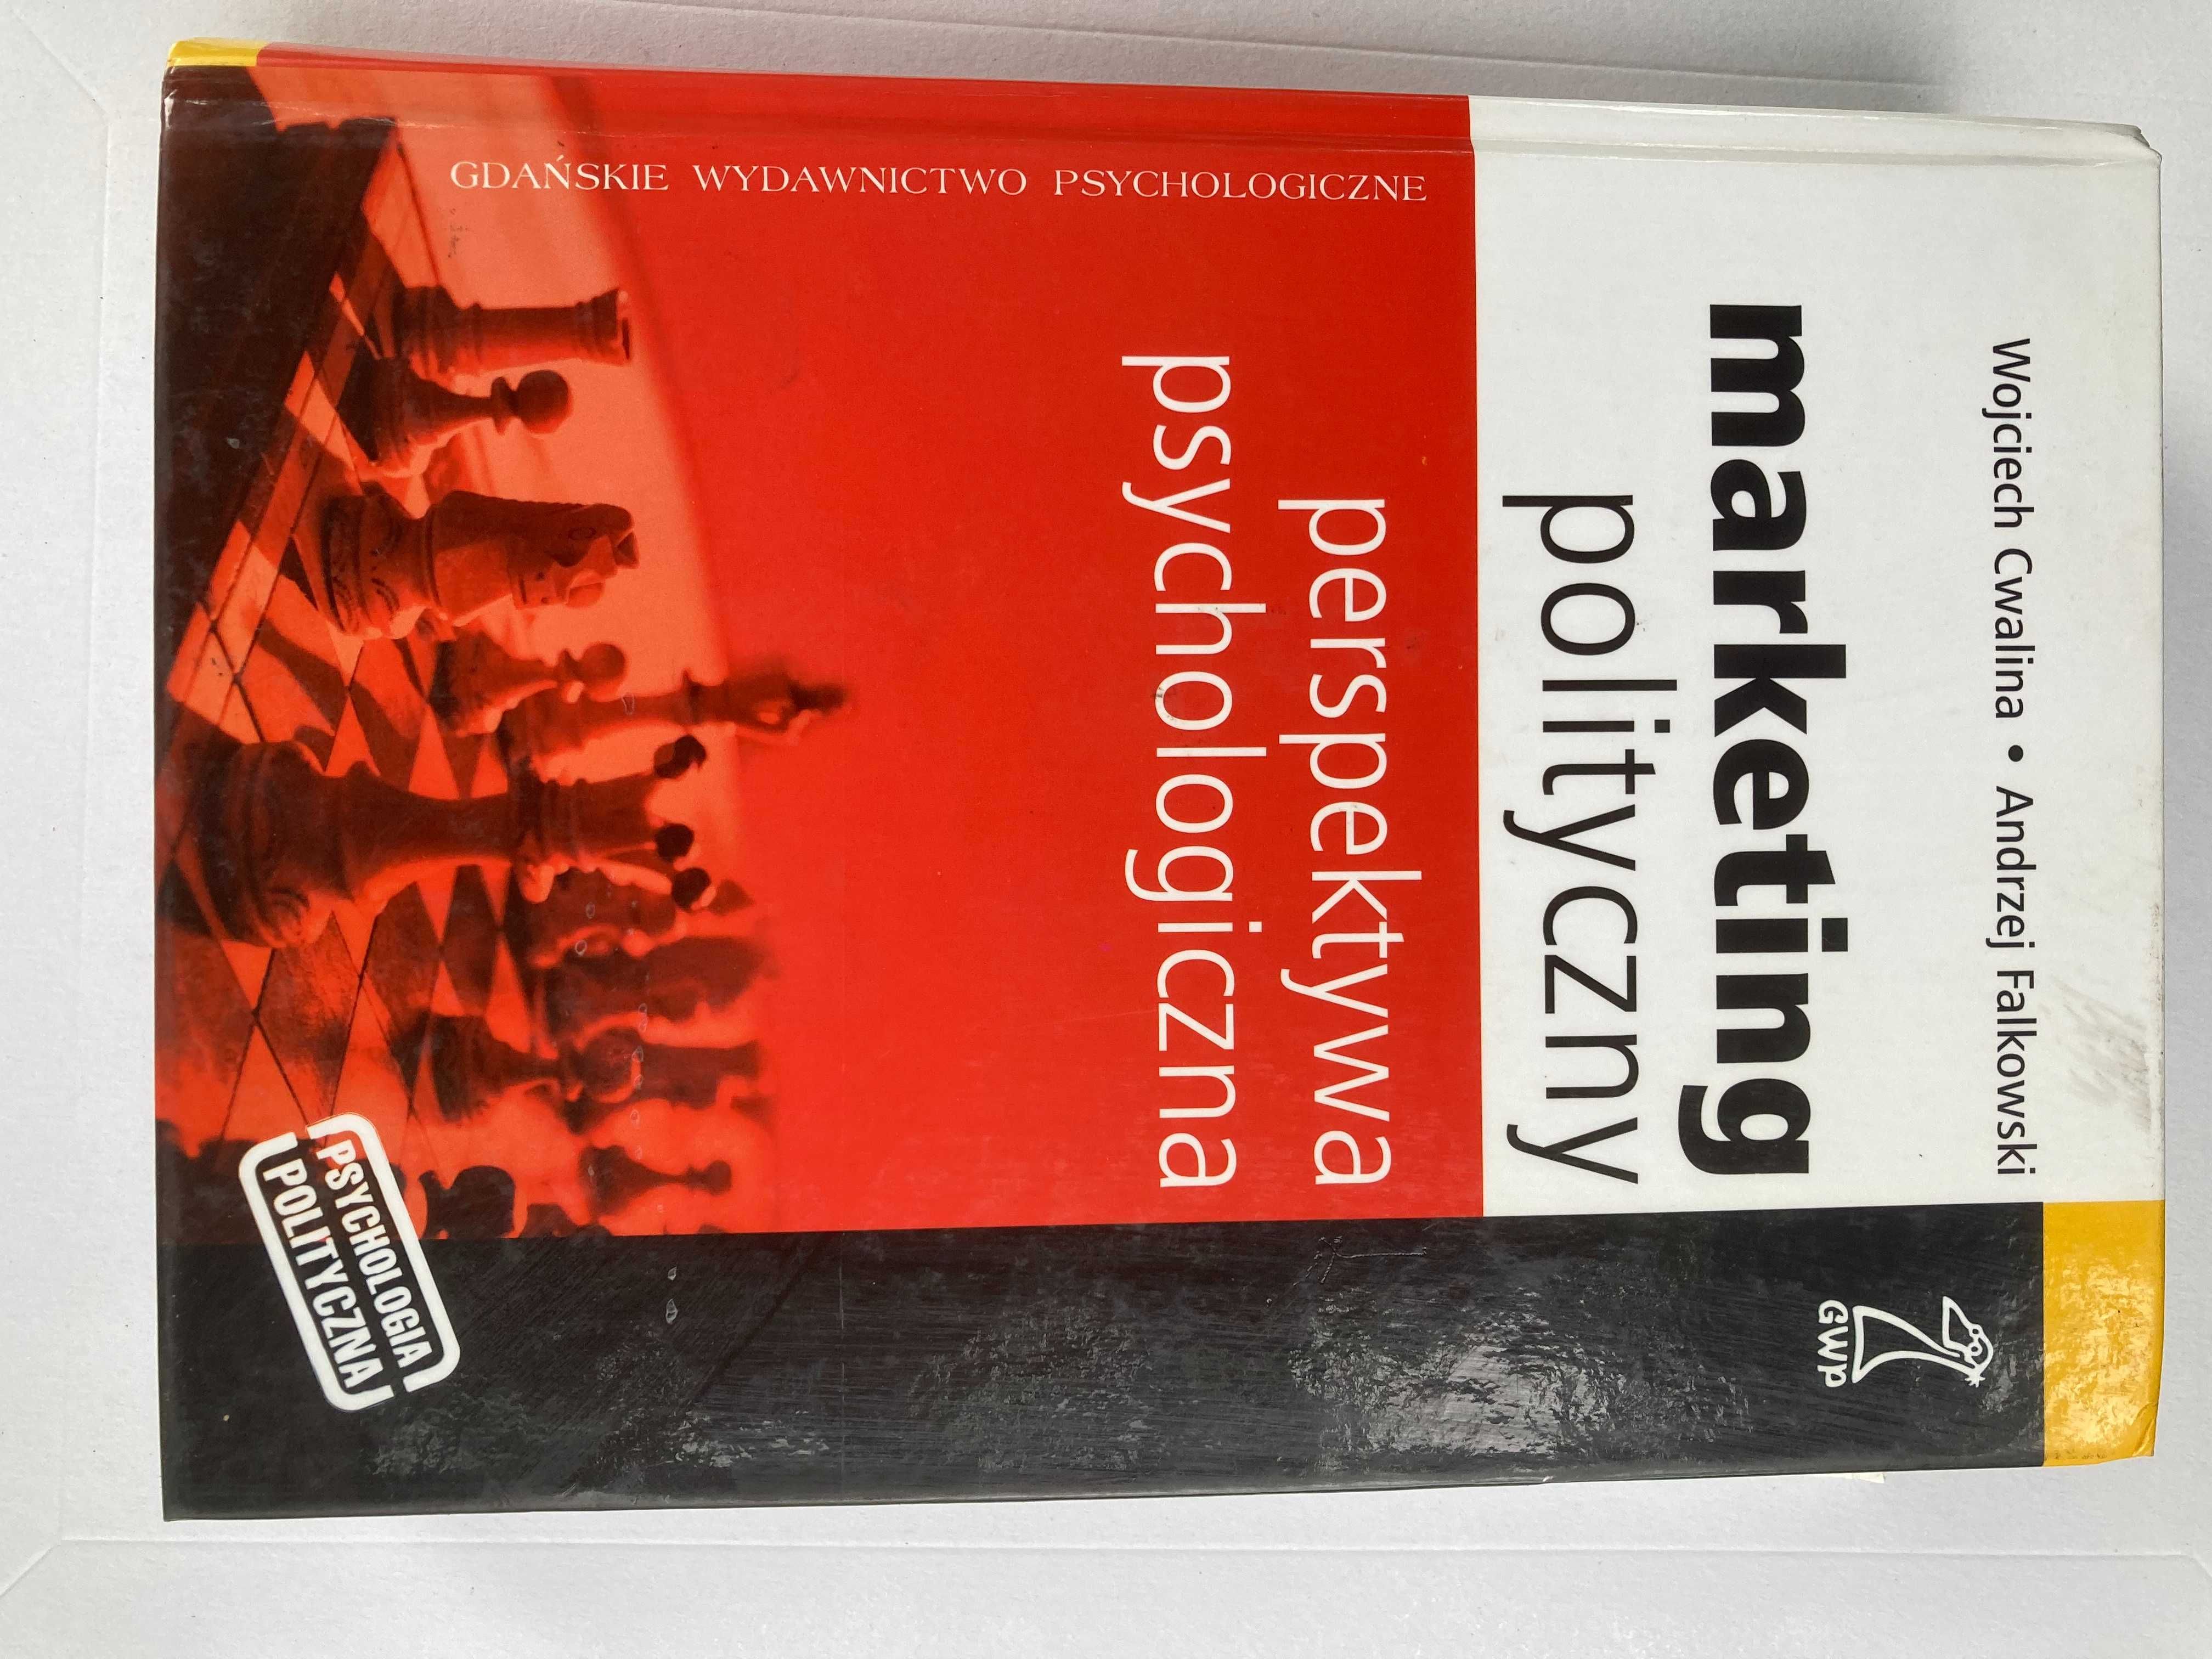 Wojciech Cwalina • Andrzej Falkowski
marketing
polityczny
perspektywa
psychologiczna
GDAŃSKIE WYDAWNICTWO PSYCHOLOGICZNE
GWP
PSYCHOLOGIA
POLITYCZNA